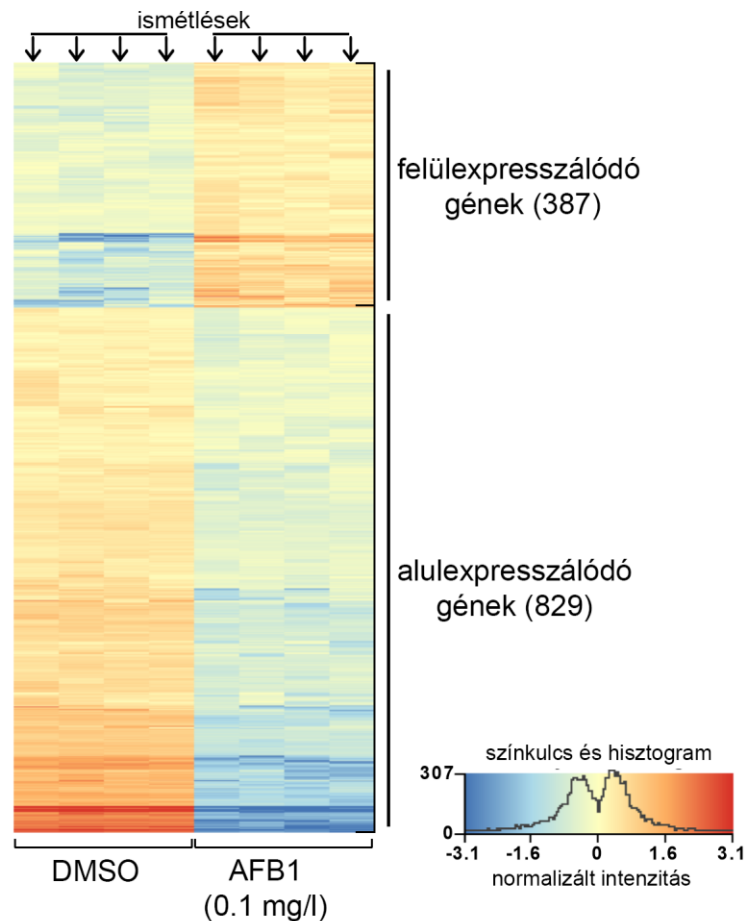 ismétlések
felülexpresszálódó
gének (387)
alulexpresszálódó
gének (829)
színkulcs és hisztogram
307
0
-3.1 -1.6 0 1.6 3.1
normalizált intenzitás
DMSO AFB1
(0.1 mg/l)